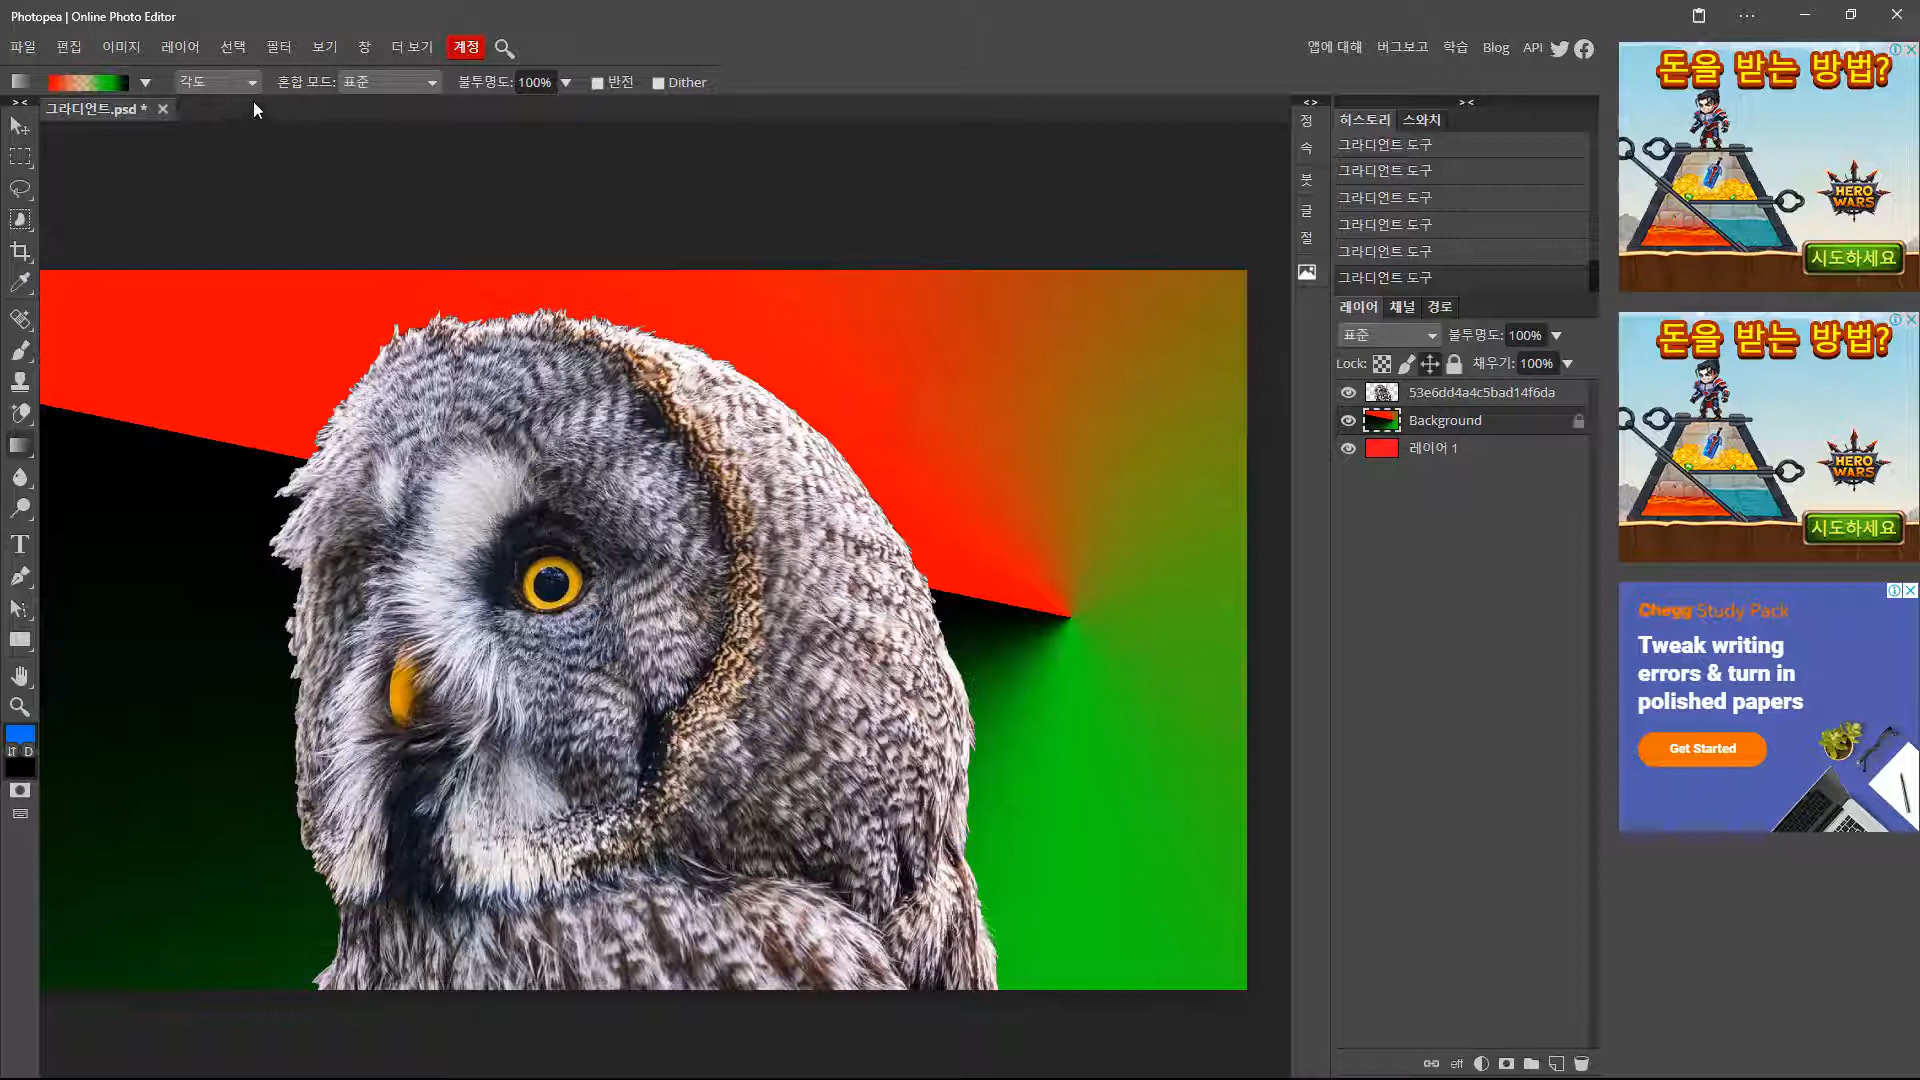 Photopea | Online Photo Editor
파일 편집 이미지 레이어 선택 필터 보기 창 더 보기 계정
앱에 대해 버그보고 학습 Blog API
각도 혼합 모드: 표준 불투명도: 100% 반전 Dither
그라디언트.psd *
정
속
붓
글
절
히스토리 스와치
그라디언트 도구
그라디언트 도구
그라디언트 도구
그라디언트 도구
그라디언트 도구
그라디언트 도구
레이어 채널 경로
표준 불투명도: 100%
Lock: 채우기: 100%
53e6dd4a4c5bad14f6da
Background
레이어 1
eff
D
돈을 받는 방법?
HERO
WARS
시도하세요
돈을 받는 방법?
HERO
WARS
시도하세요
Chegg Study Pack
Tweak writing
errors & turn in
polished papers
Get Started